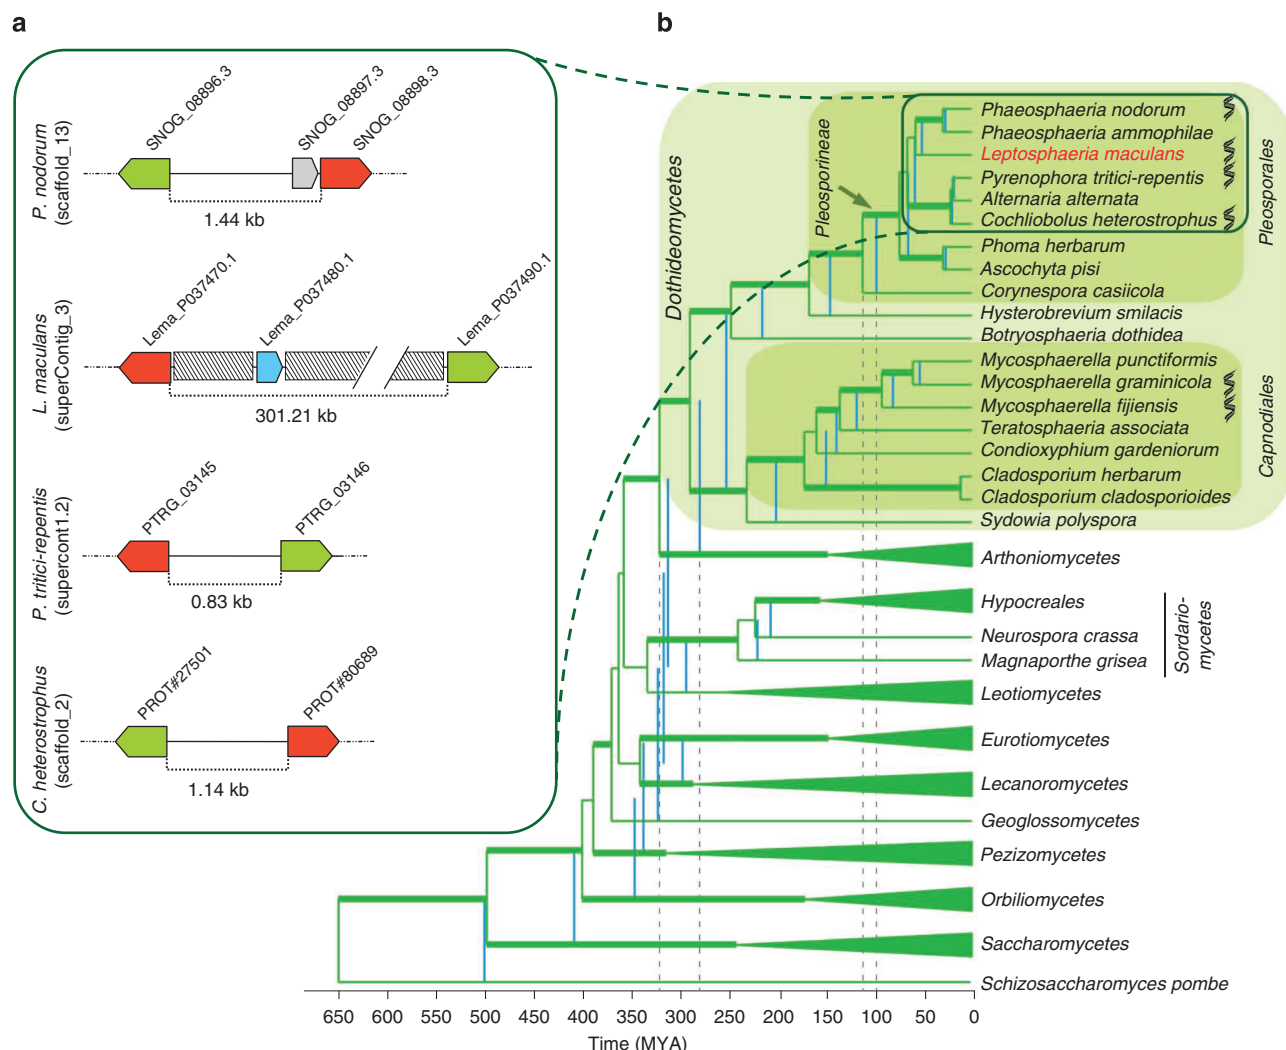 a
SNOG_08896.3
SNOG_08897.3
SNOG_08898.3
P. nodorum
(scaffold_13)
1.44 kb
Lema_P037470.1
Lema_P037480.1
Lema_P037490.1
L. maculans
(superContig_3)
301.21 kb
PTRG_03145
PTRG_03146
P. tritici-repentis
(supercont1.2)
0.83 kb
PROT#27501
PROT#80689
C. heterostrophus
(scaffold_2)
1.14 kb
b
Dothideomycetes
Pleosporineae
Pleosporales
Capnodiales
Phaeosphaeria nodorum
Phaeosphaeria ammophilae
Leptosphaeria maculans
Pyrenophora tritici-repentis
Alternaria alternata
Cochliobolus heterostrophus
Phoma herbarum
Ascochyta pisi
Corynespora casiicola
Hysterobrevium smilacis
Botryosphaeria dothidea
Mycosphaerella punctiformis
Mycosphaerella graminicola
Mycosphaerella fijiensis
Teratosphaeria associata
Condioxyphium gardeniorum
Cladosporium herbarum
Cladosporium cladosporioides
Sydowia polyspora
Arthoniomycetes
Hypocreales
Neurospora crassa
Magnaporthe grisea
Sordario-
mycetes
Leotiomycetes
Eurotiomycetes
Lecanoromycetes
Geoglossomycetes
Pezizomycetes
Orbiliomycetes
Saccharomycetes
Schizosaccharomyces pombe
650 600 550 500 450 400 350 300 250 200 150 100 50 0
Time (MYA)